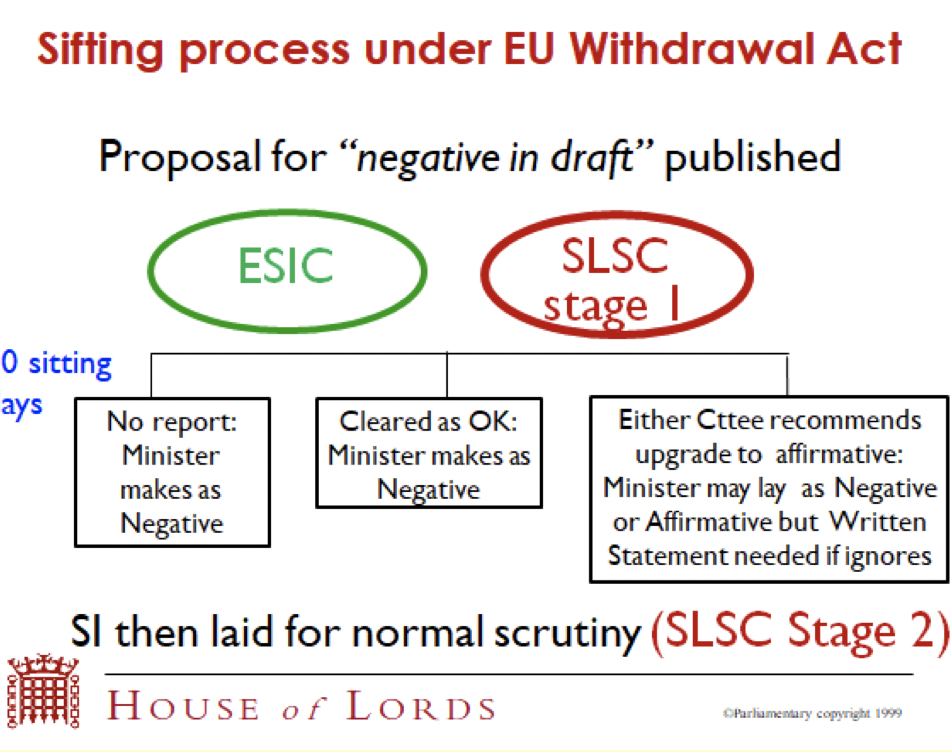 Sifting process under EU Withdrawal Act
Proposal for “negative in draft” published
ESIC
SLSC
stage 1
0 sitting
ays
No report:
Minister
makes as
Negative
Cleared as OK:
Minister makes as
Negative
Either Cttee recommends
upgrade to affirmative:
Minister may lay as Negative
or Affirmative but Written
Statement needed if ignores
SI then laid for normal scrutiny (SLSC Stage 2)
HOUSE of LORDS
©Parliamentary copyright 1999